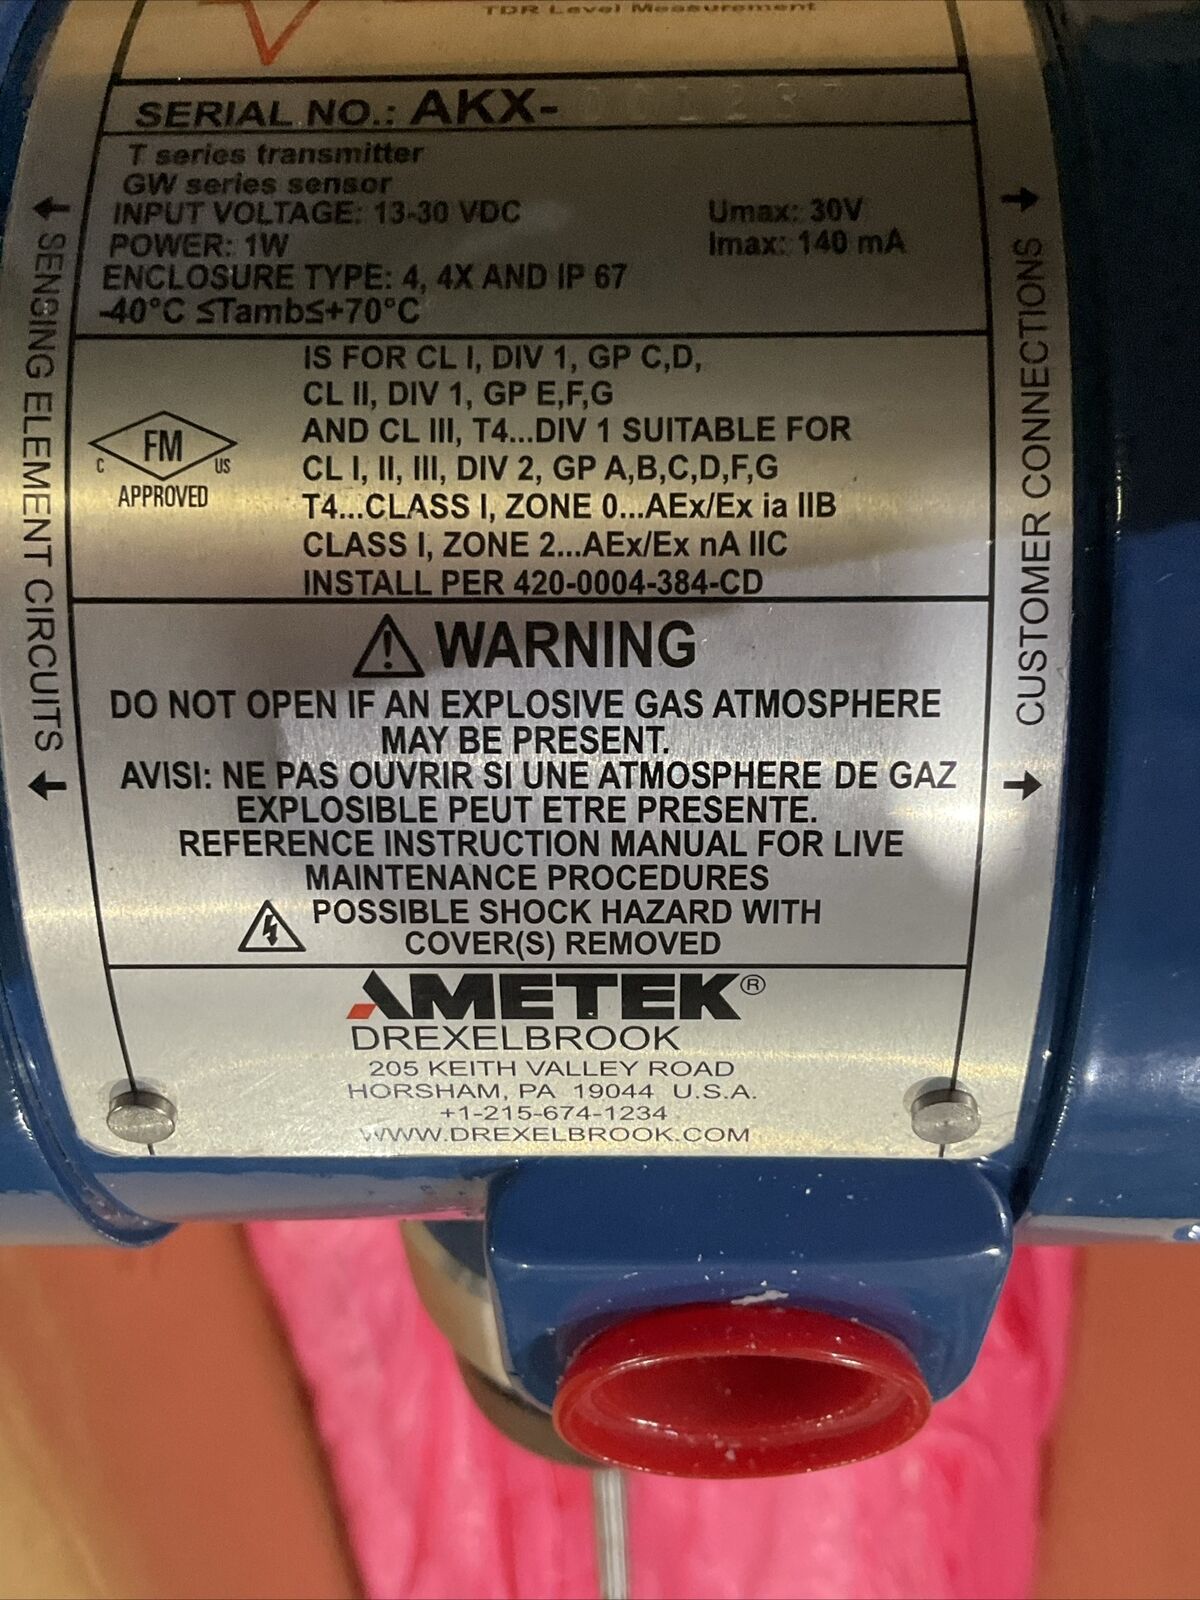 TDR Level Measurement
SERIAL NO.: AKX-
T series transmitter
GW series sensor
INPUT VOLTAGE: 13-30 VDC
Umax: 30V
POWER: 1W
Imax: 140 mA
ENCLOSURE TYPE: 4, 4X AND IP 67
-40°C ≤Tamb≤+70°C
IS FOR CL I, DIV 1, GP C,D,
CL II, DIV 1, GP E,F,G
AND CL III, T4...DIV 1 SUITABLE FOR
CL I, II, III, DIV 2, GP A,B,C,D,F,G
T4...CLASS I, ZONE 0...AEx/Ex ia IIB
CLASS I, ZONE 2...AEx/Ex nA IIC
INSTALL PER 420-0004-384-CD
C FM US
APPROVED
SENSING ELEMENT CIRCUITS
CUSTOMER CONNECTIONS
WARNING
DO NOT OPEN IF AN EXPLOSIVE GAS ATMOSPHERE
MAY BE PRESENT.
AVISI: NE PAS OUVRIR SI UNE ATMOSPHERE DE GAZ
EXPLOSIBLE PEUT ETRE PRESENTE.
REFERENCE INSTRUCTION MANUAL FOR LIVE
MAINTENANCE PROCEDURES
POSSIBLE SHOCK HAZARD WITH
COVER(S) REMOVED
AMETEK®
DREXELBROOK
205 KEITH VALLEY ROAD
HORSHAM, PA 19044 U.S.A.
+1-215-674-1234
WWW.DREXELBROOK.COM